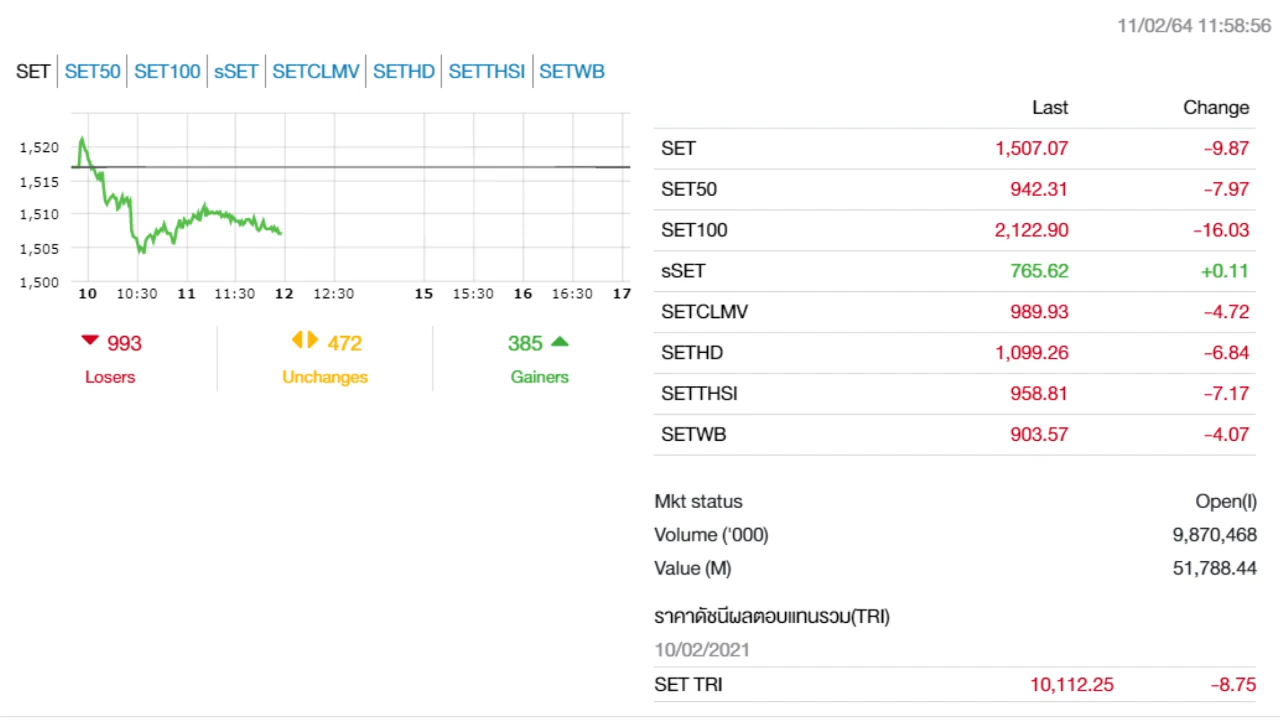 11/02/64 11:58:56
SET SET50 SET100 sSET SETCLMV SETHD SETTHSI SETWB
1,520
1,515
1,510
1,505
1,500
10 10:30 11 11:30 12 12:30 15 15:30 16 16:30 17
993 472 385
Losers Unchanges Gainers
Last Change
SET 1,507.07 -9.87
SET50 942.31 -7.97
SET100 2,122.90 -16.03
sSET 765.62 +0.11
SETCLMV 989.93 -4.72
SETHD 1,099.26 -6.84
SETTHSI 958.81 -7.17
SETWB 903.57 -4.07
Mkt status Open(I)
Volume ('000) 9,870,468
Value (M) 51,788.44
ราคาดัชนีผลตอบแทนรวม(TRI)
10/02/2021
SET TRI 10,112.25 -8.75